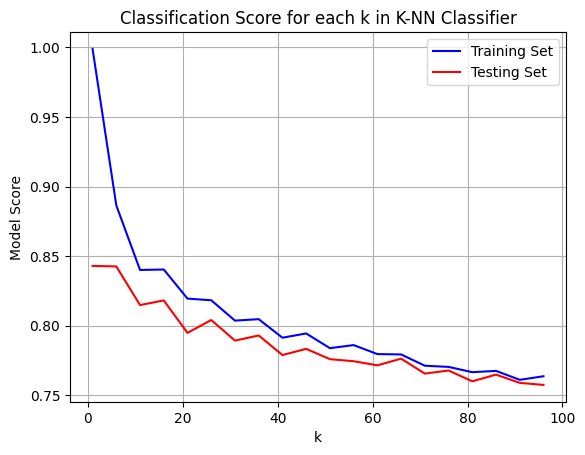 Classification Score for each k in K-NN Classifier
Training Set
Testing Set
Model Score
1.00
0.95
0.90
0.85
0.80
0.75
0
20
40
60
80
100
k